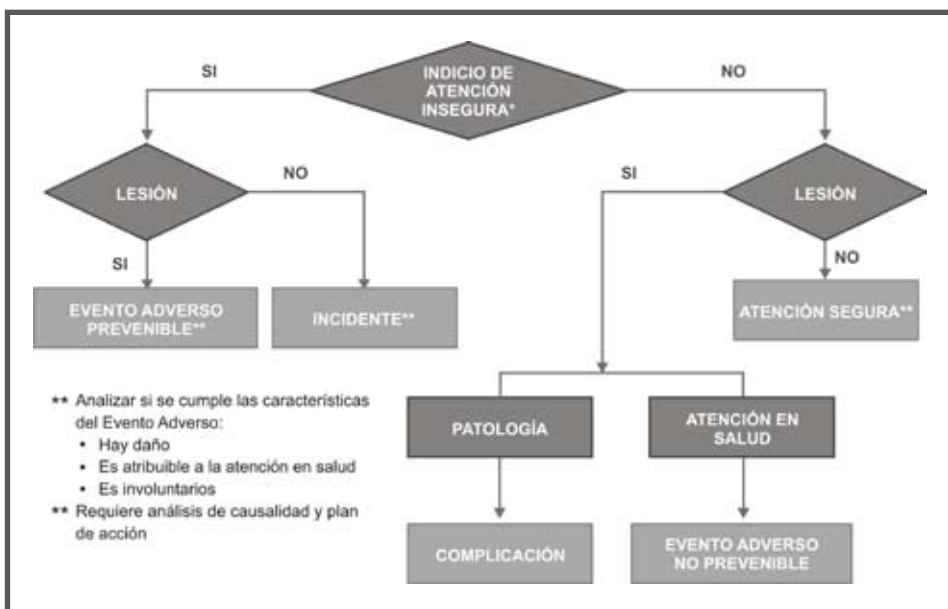 INDICIO DE
ATENCIÓN
INSEGURA*
SI
NO
LESIÓN
NO
SI
LESIÓN
SI
NO
EVENTO ADVERSO
PREVENIBLE**
INCIDENTE**
ATENCIÓN SEGURA**
** Analizar si se cumple las características
del Evento Adverso:
• Hay daño
• Es atribuible a la atención en salud
• Es involuntarios
** Requiere análisis de causalidad y plan
de acción
PATOLOGÍA
ATENCIÓN EN
SALUD
COMPLICACIÓN
EVENTO ADVERSO
NO PREVENIBLE